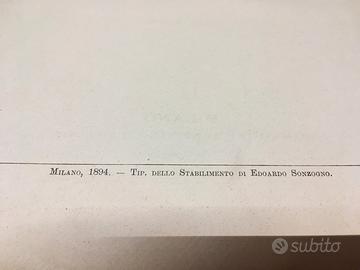 Milano, 1894. — Tip. dello Stabilimento di Edoardo Sonzogno.
subito